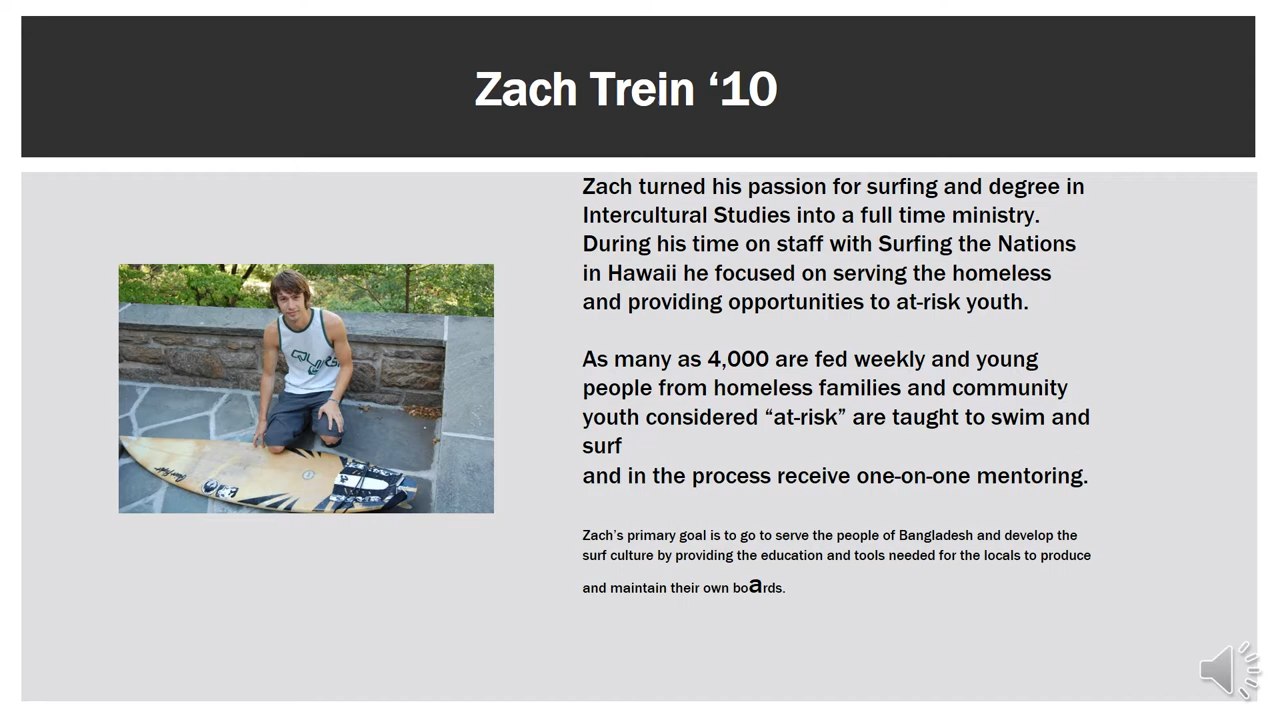 Zach Trein ‘10
Zach turned his passion for surfing and degree in
Intercultural Studies into a full time ministry.
During his time on staff with Surfing the Nations
in Hawaii he focused on serving the homeless
and providing opportunities to at-risk youth.
As many as 4,000 are fed weekly and young
people from homeless families and community
youth considered “at-risk” are taught to swim and
surf
and in the process receive one-on-one mentoring.
Zach’s primary goal is to go to serve the people of Bangladesh and develop the
surf culture by providing the education and tools needed for the locals to produce
and maintain their own boards.